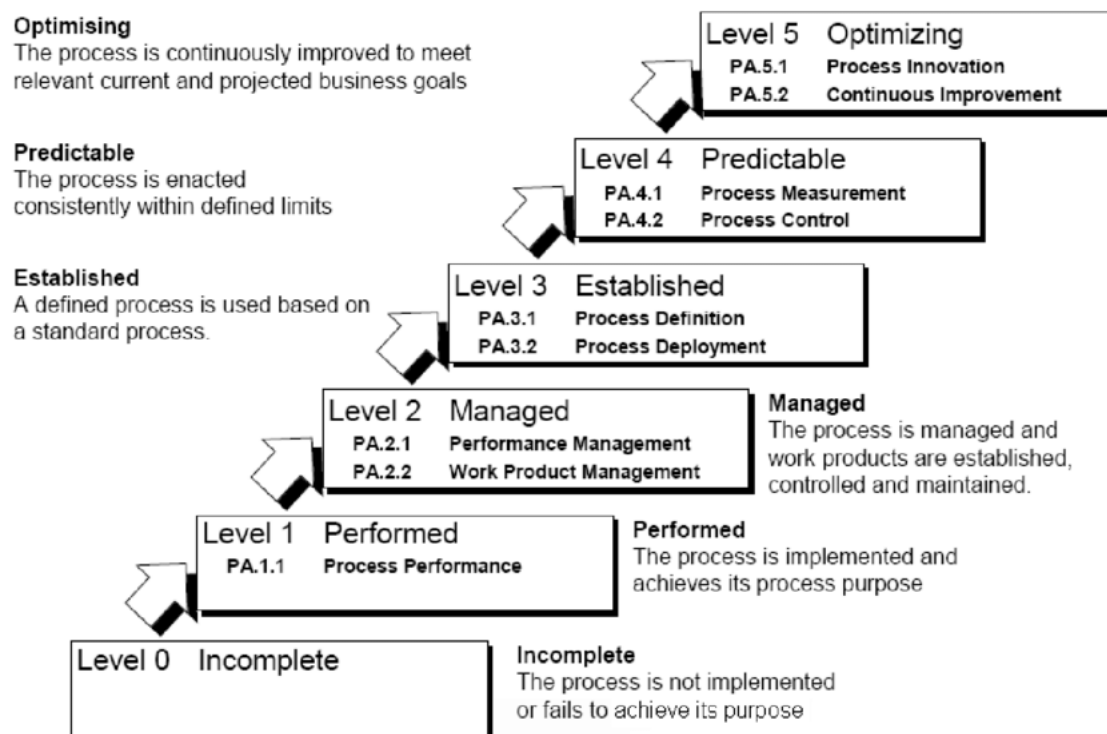 Optimising
The process is continuously improved to meet
relevant current and projected business goals
Level 5 Optimizing
PA.5.1 Process Innovation
PA.5.2 Continuous Improvement
Predictable
The process is enacted
consistently within defined limits
Level 4 Predictable
PA.4.1 Process Measurement
PA.4.2 Process Control
Established
A defined process is used based on
a standard process.
Level 3 Established
PA.3.1 Process Definition
PA.3.2 Process Deployment
Level 2 Managed
PA.2.1 Performance Management
PA.2.2 Work Product Management
Managed
The process is managed and
work products are established,
controlled and maintained.
Level 1 Performed
PA.1.1 Process Performance
Performed
The process is implemented and
achieves its process purpose
Level 0 Incomplete
Incomplete
The process is not implemented
or fails to achieve its purpose